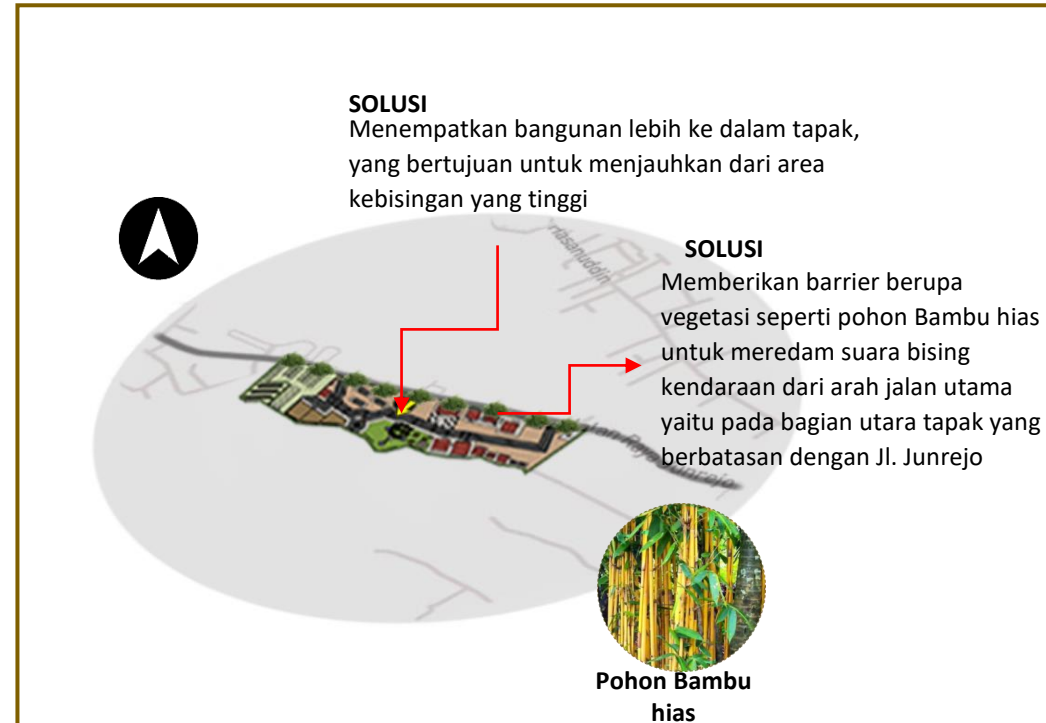 SOLUSI
Menempatkan bangunan lebih ke dalam tapak,
yang bertujuan untuk menjauhkan dari area
kebisingan yang tinggi
SOLUSI
Memberikan barrier berupa
vegetasi seperti pohon Bambu hias
untuk meredam suara bising
kendaraan dari arah jalan utama
yaitu pada bagian utara tapak yang
berbatasan dengan Jl. Junrejo
Pohon Bambu
hias